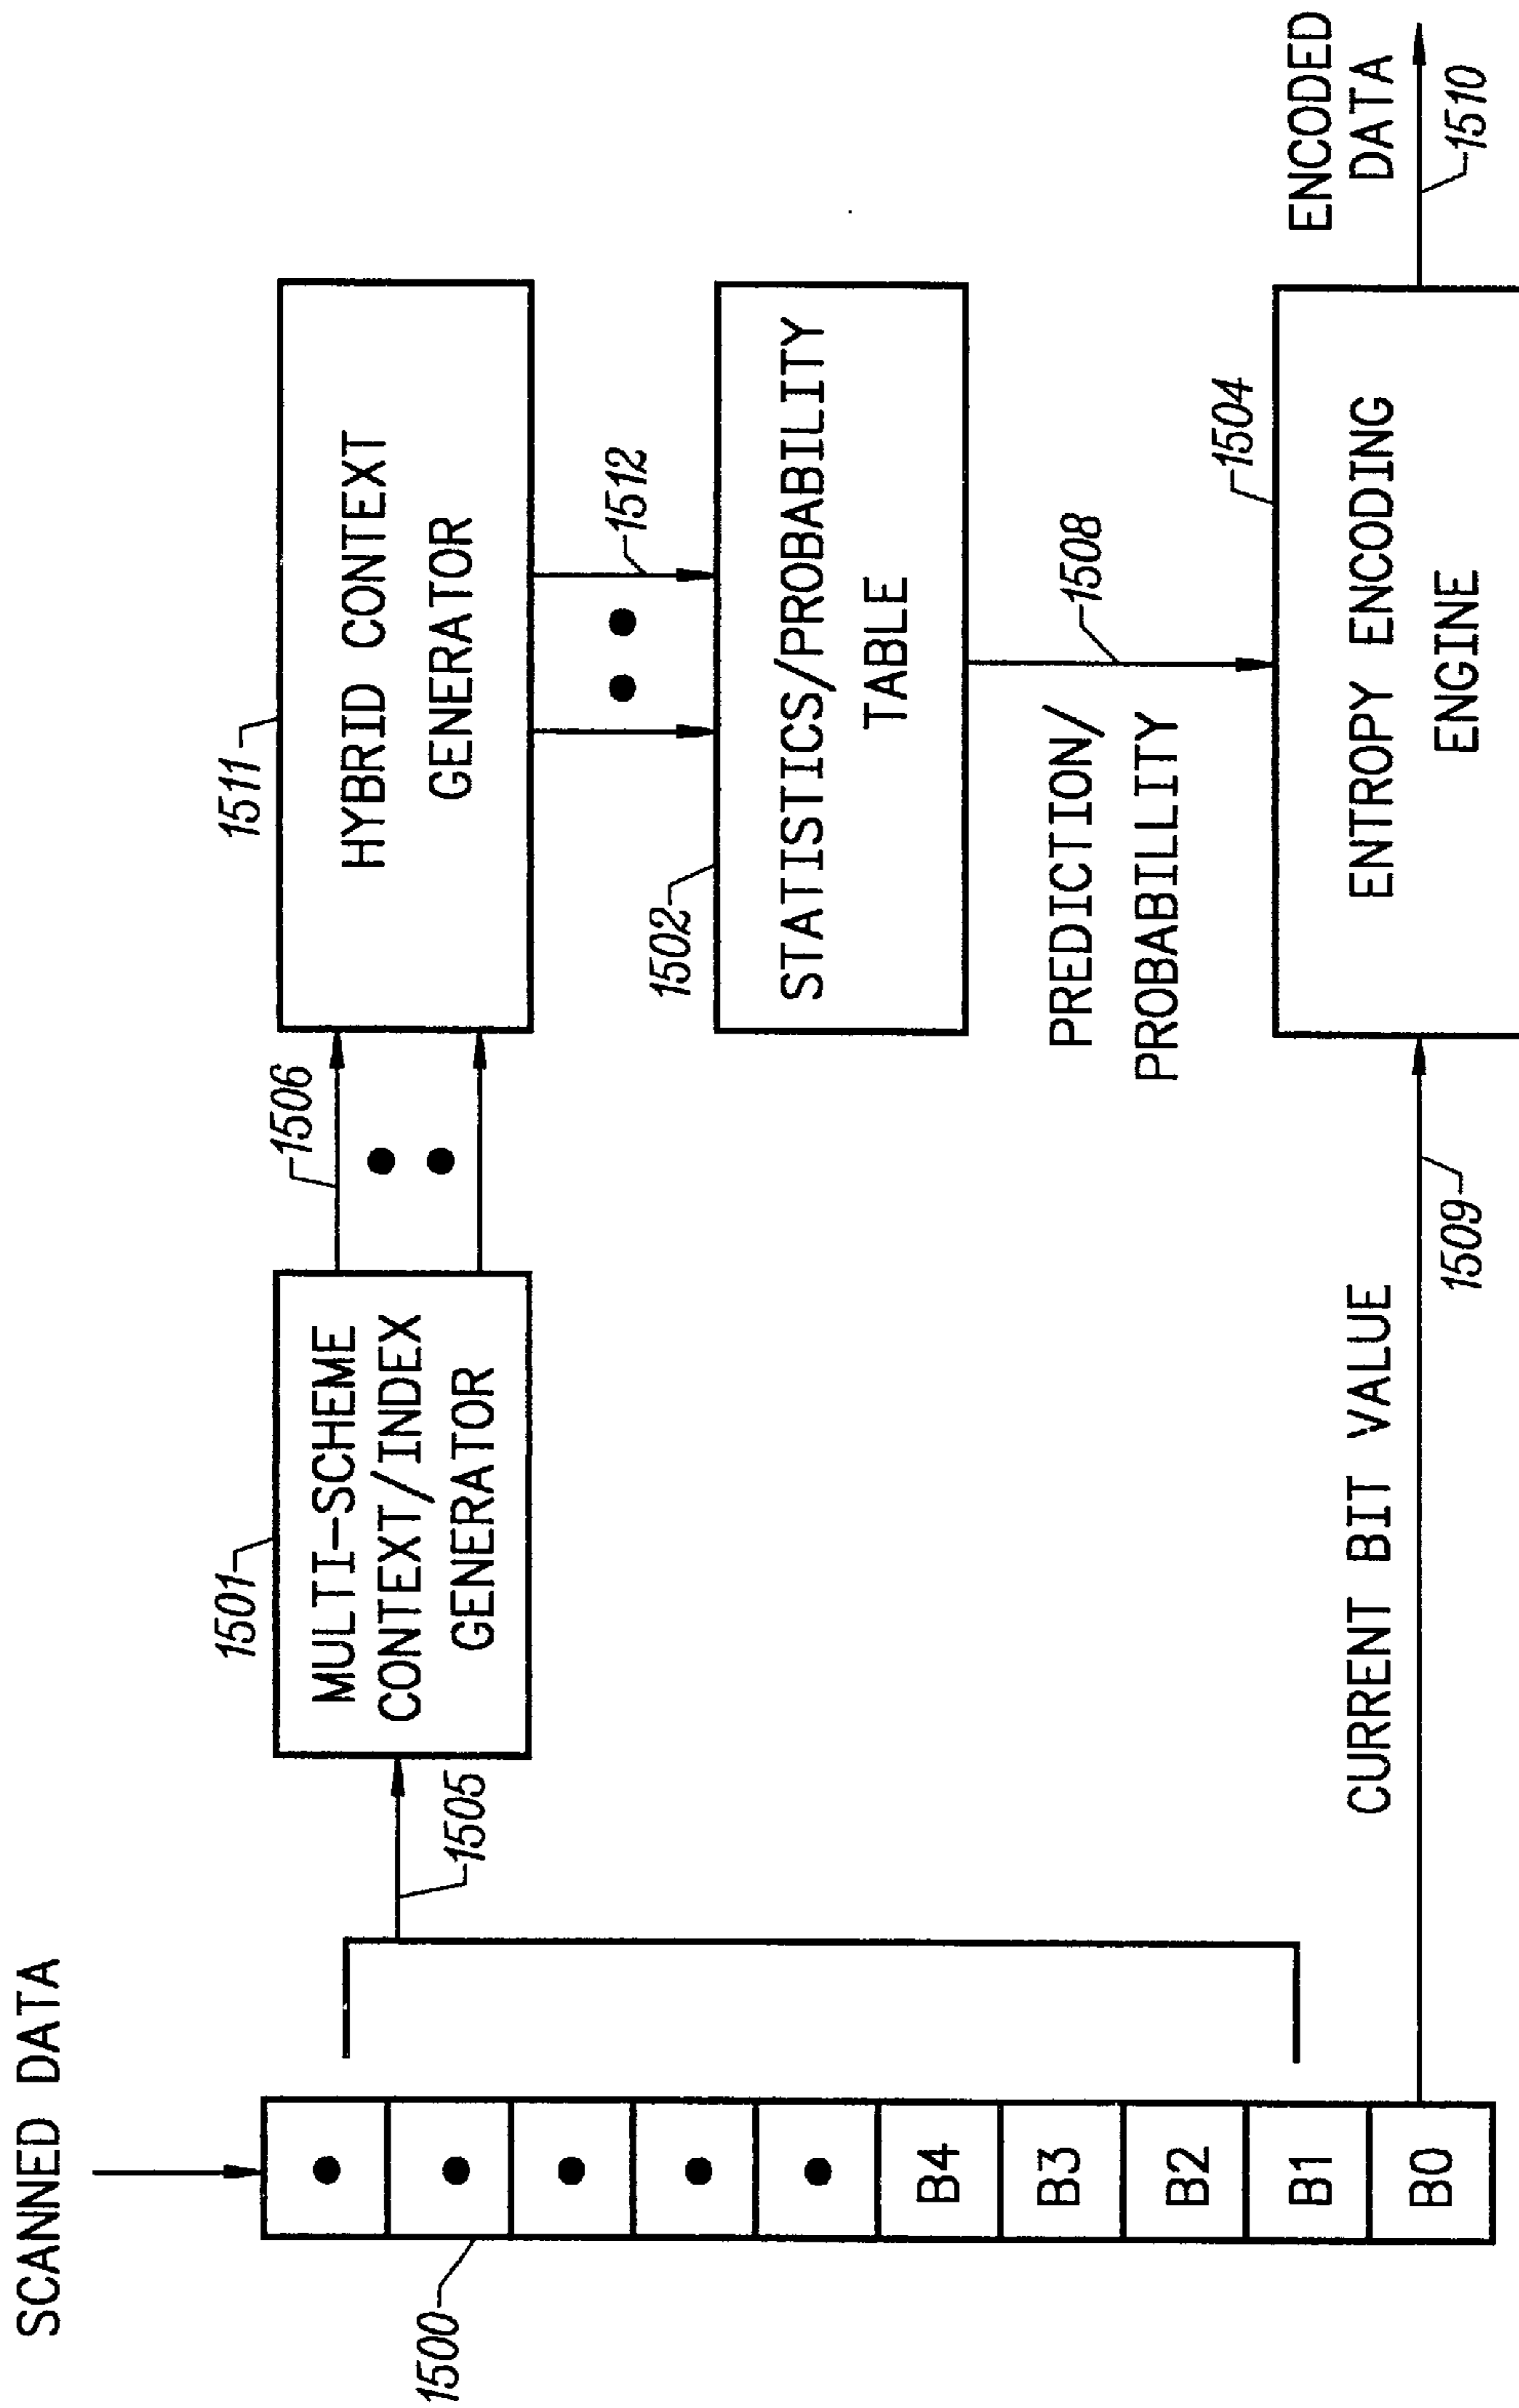 SCANNED DATA
1500
B4
B3
B2
B1
B0
1505
1501
MULTI-SCHEME
CONTEXT/INDEX
GENERATOR
1506
1511
HYBRID CONTEXT
GENERATOR
1512
1502
STATISTICS/PROBABILITY
TABLE
1508
PREDICTION/
PROBABILLITY
1504
ENTROPY ENCODING
ENGINE
CURRENT BIT VALUE
1509
ENCODED
DATA
1510